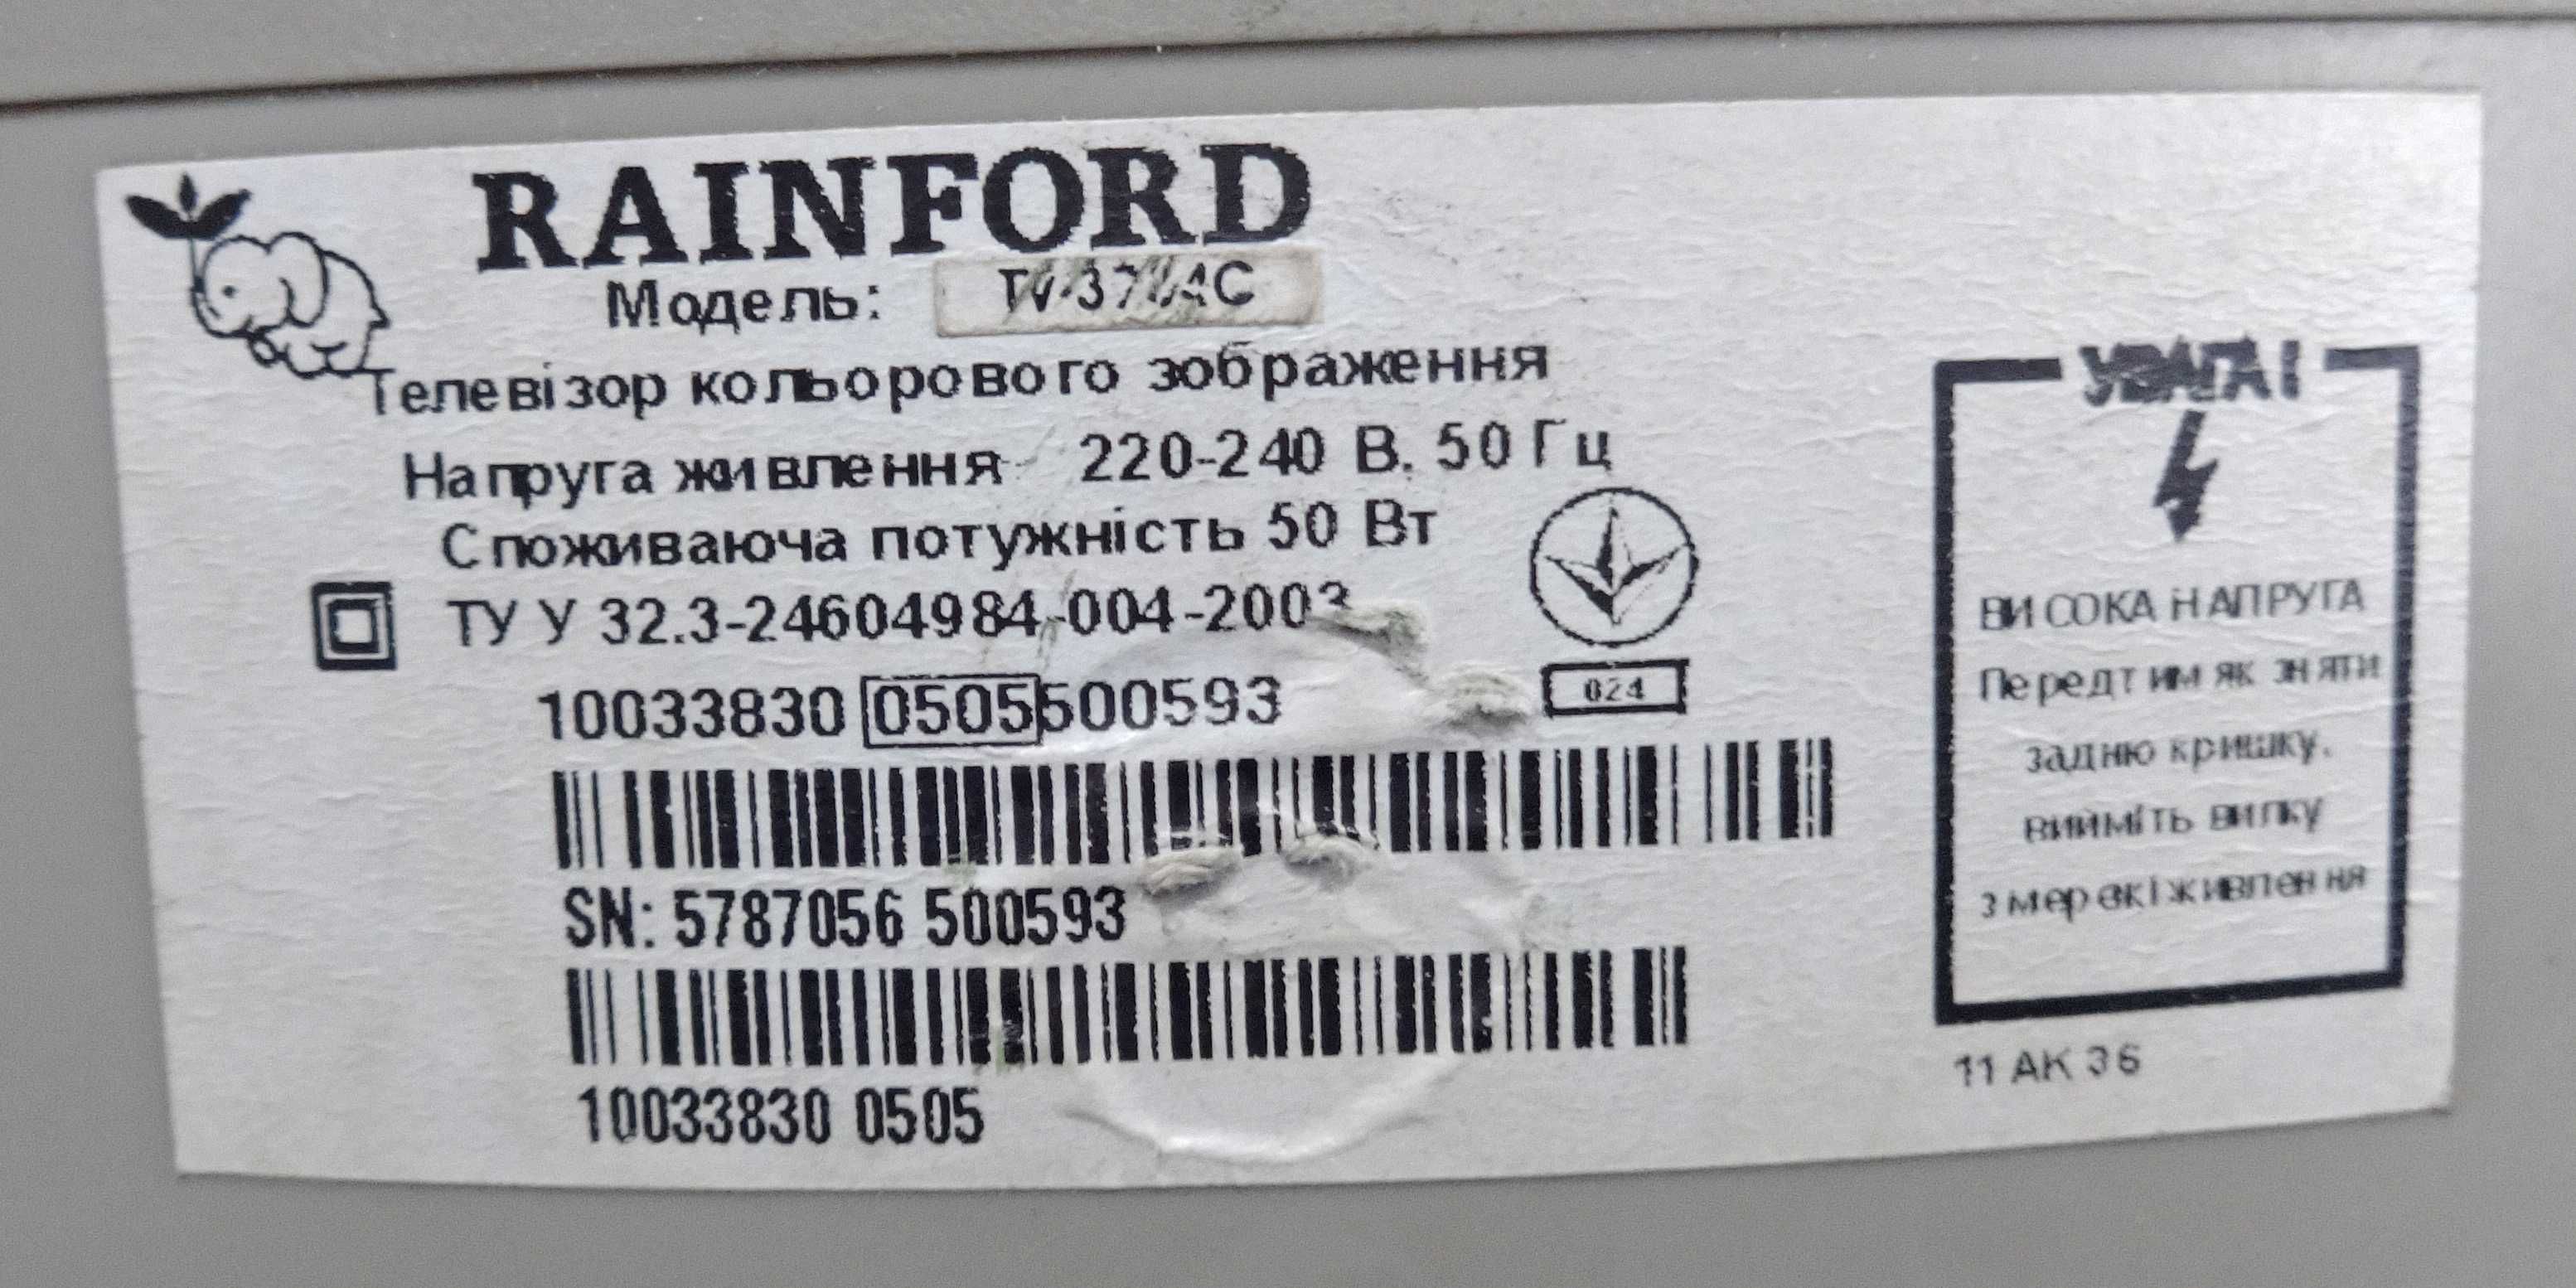 RAINFORD
Модель:
Телевізор кольорового зображення
Напруга живлення 220-240 В. 50 Гц
Споживаюча потужність 50 Вт
ТУ У 32.3-24604984-004-2003
10033830 0505 500593
024
SN: 5787056 500593
10033830 0505
УВАГА!
ВИСОКА НАПРУГА
Перед тим як зняти
задню кришку.
вийміть вилку
з мережі живлення
11 АК 36